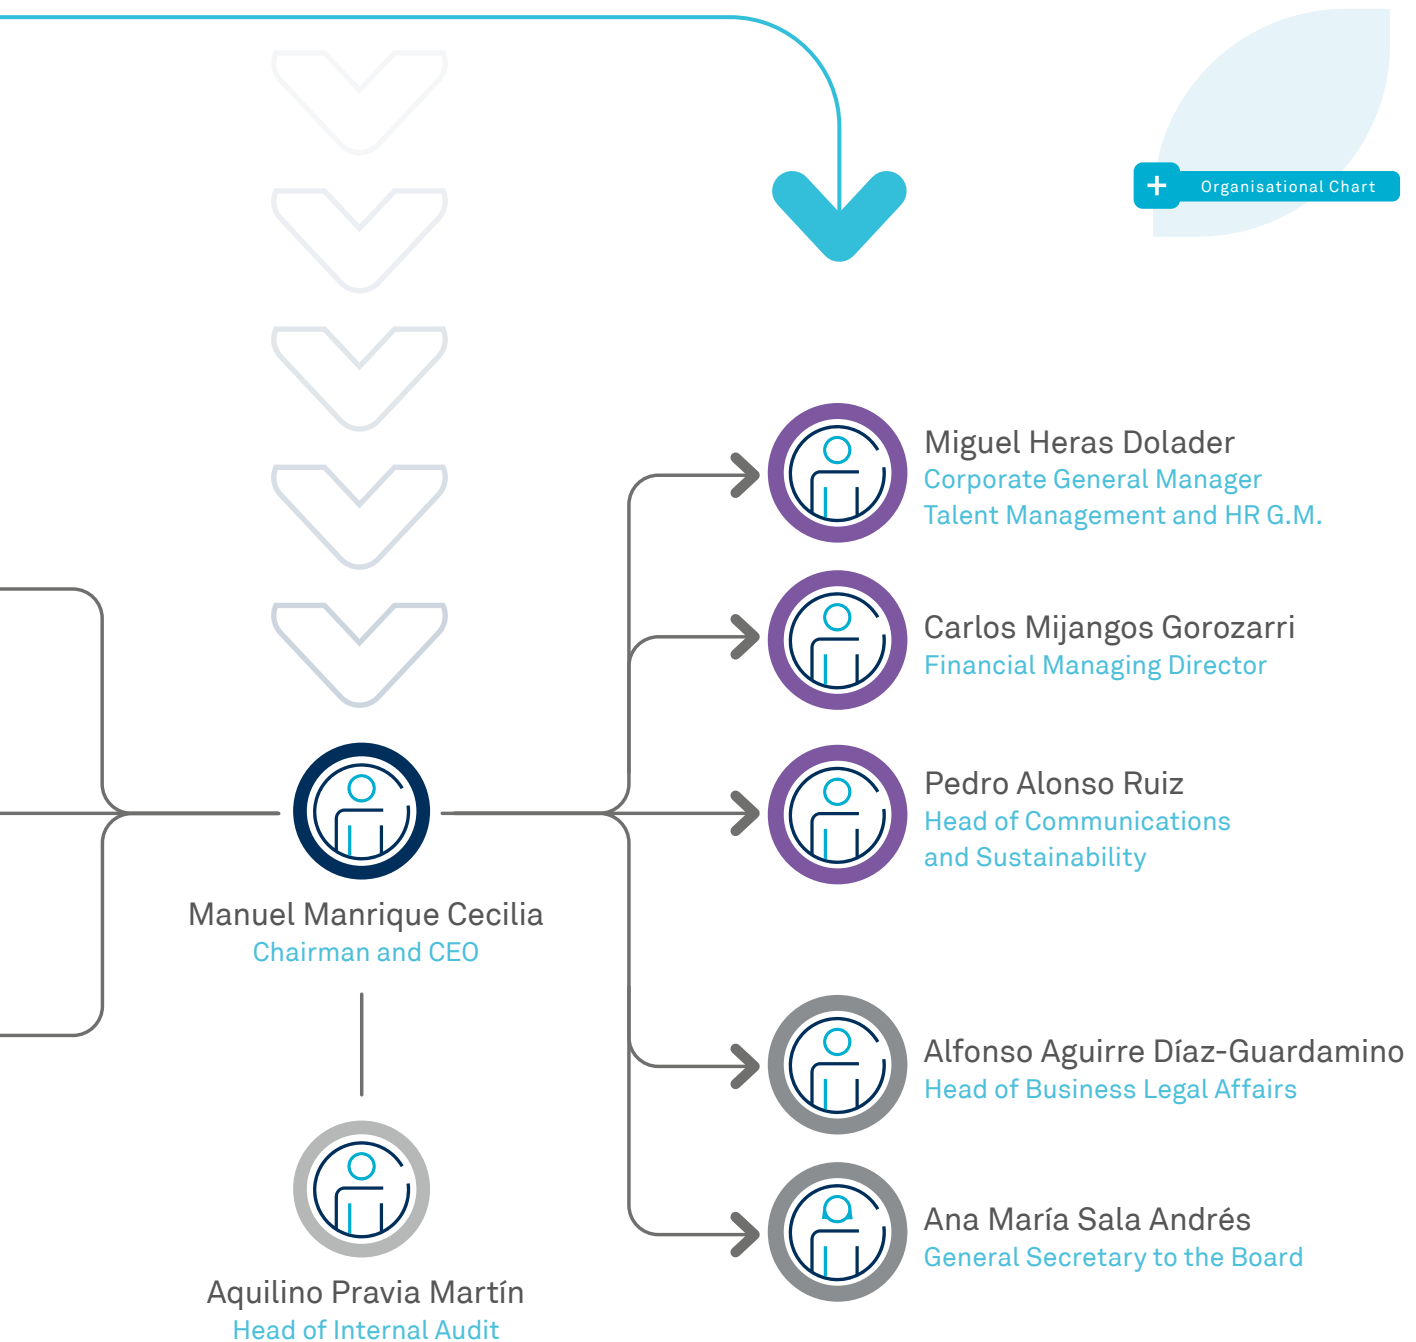 Organisational Chart
Miguel Heras Dolader
Corporate General Manager
Talent Management and HR G.M.
Carlos Mijangos Gorozarri
Financial Managing Director
Pedro Alonso Ruiz
Head of Communications
and Sustainability
Manuel Manrique Cecilia
Chairman and CEO
Alfonso Aguirre Díaz-Guardamino
Head of Business Legal Affairs
Ana María Sala Andrés
General Secretary to the Board
Aquilino Pravia Martín
Head of Internal Audit